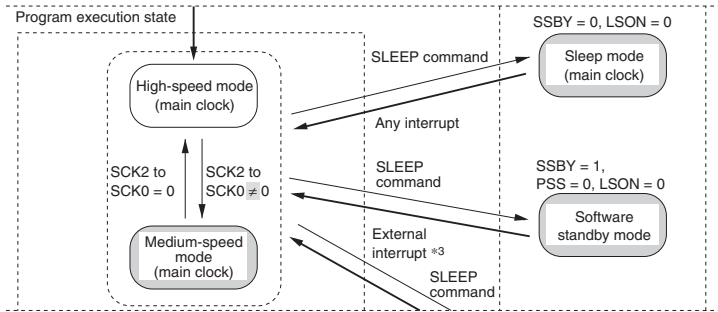 Program execution state
SSBY = 0, LSON = 0
SLEEP command
Sleep mode
(main clock)
High-speed mode
(main clock)
Any interrupt
SCK2 to
SCK0 = 0
SCK2 to
SCK0 ≠ 0
SLEEP
command
SSBY = 1,
PSS = 0, LSON = 0
Software
standby mode
Medium-speed
mode
(main clock)
External
interrupt *3
SLEEP
command